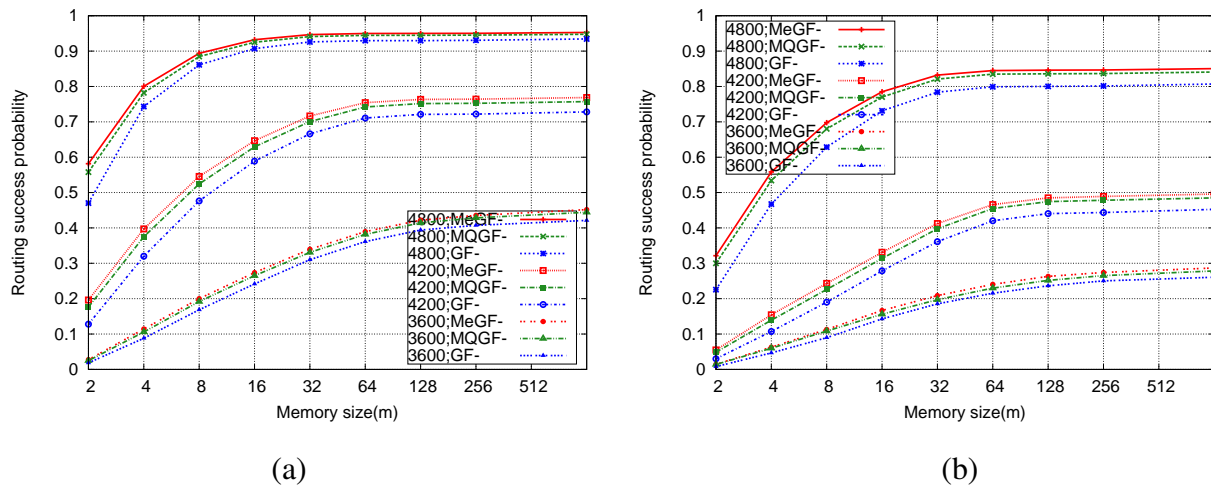 Routing success probability
1
0.9
0.8
0.7
0.6
0.5
0.4
0.3
0.2
0.1
0
2 4 8 16 32 64 128 256 512
Memory size(m)
4800;MeGF-
4800;MQGF-
4800;GF-
4200;MeGF-
4200;MQGF-
4200;GF-
3600;MeGF-
3600;MQGF-
3600;GF-
(a)
Routing success probability
1
0.9
0.8
0.7
0.6
0.5
0.4
0.3
0.2
0.1
0
2 4 8 16 32 64 128 256 512
Memory size(m)
4800;MeGF-
4800;MQGF-
4800;GF-
4200;MeGF-
4200;MQGF-
4200;GF-
3600;MeGF-
3600;MQGF-
3600;GF-
(b)